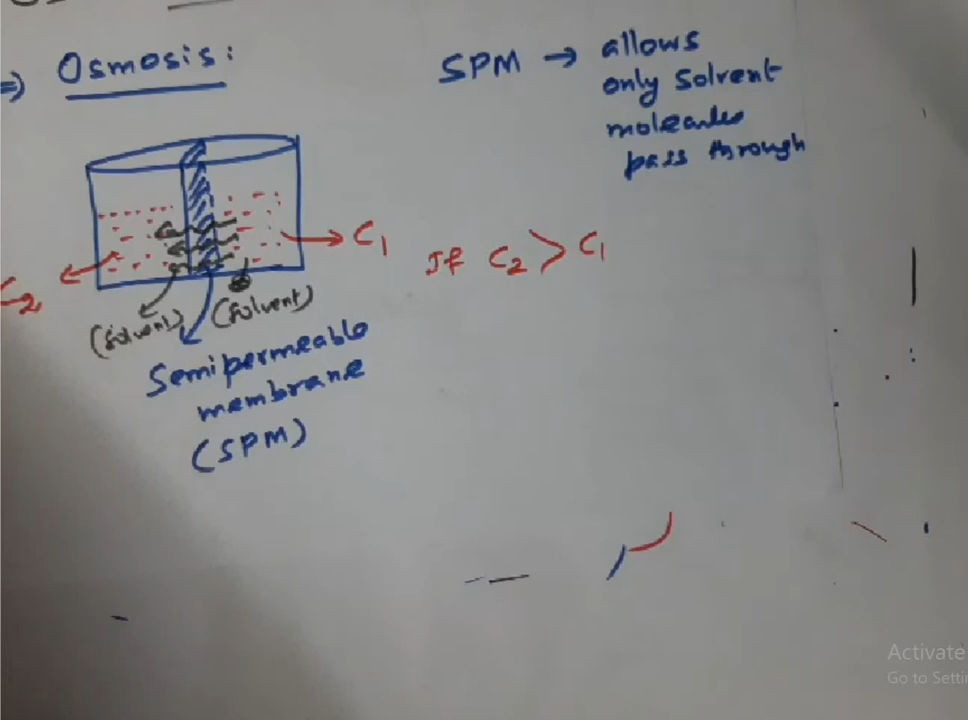 =) Osmosis:
SPM → allows
only Solvent
molecules
pass through
C1
If C2 > C1
C2
(Solvent)
(Solvent)
Semipermeable
membrane
(SPM)
Activate
Go to Setti